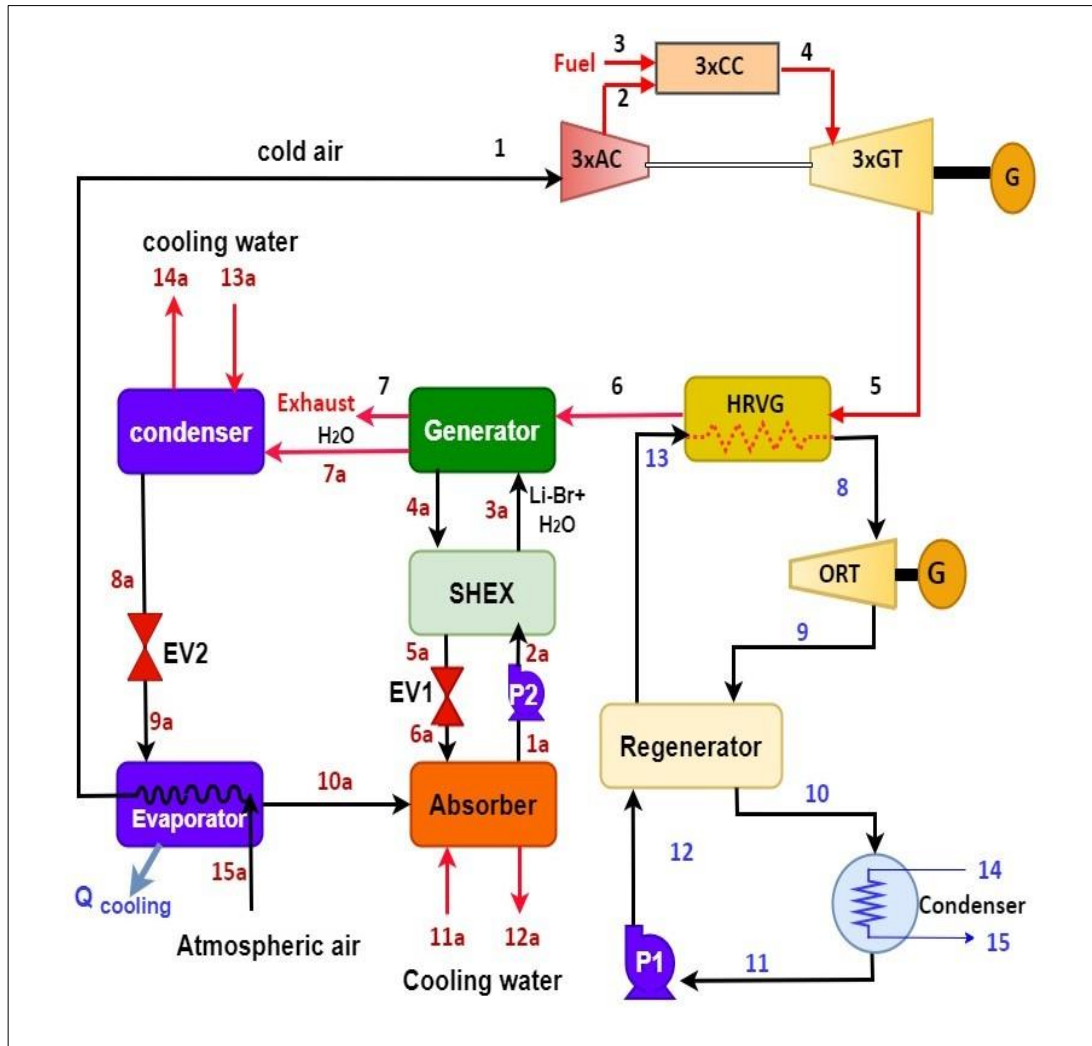 3
4
Fuel
3xCC
2
cold air
1
3xAC
3xGT
G
cooling water
14a
13a
condenser
Exhaust
7
H2O
7a
Generator
6
HRVG
5
13
8
4a
3a
Li-Br+
H2O
8a
SHEX
ORT
G
EV2
5a
2a
9
EV1
P2
9a
6a
1a
Regenerator
10a
Evaporator
Absorber
10
12
15a
Q cooling
14
Condenser
15
Atmospheric air
11a
12a
Cooling water
P1
11